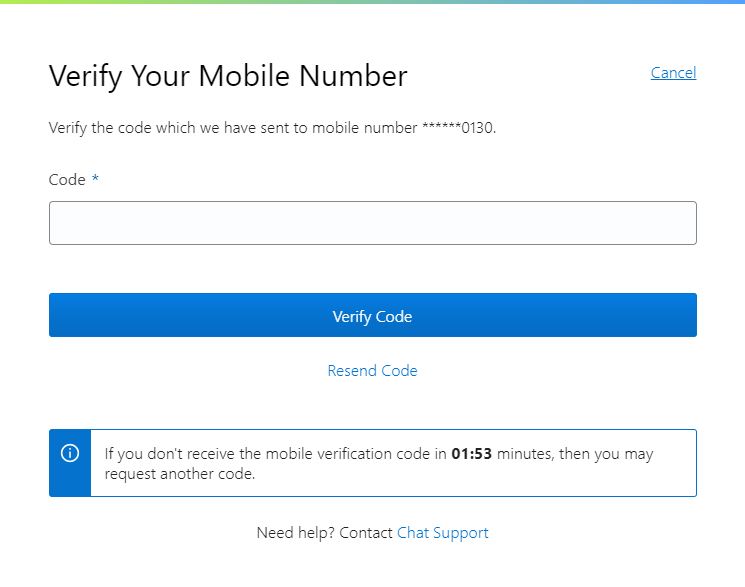 Verify Your Mobile Number
Cancel
Verify the code which we have sent to mobile number ******0130.
Code *
Verify Code
Resend Code
If you don't receive the mobile verification code in 01:53 minutes, then you may
request another code.
Need help? Contact Chat Support